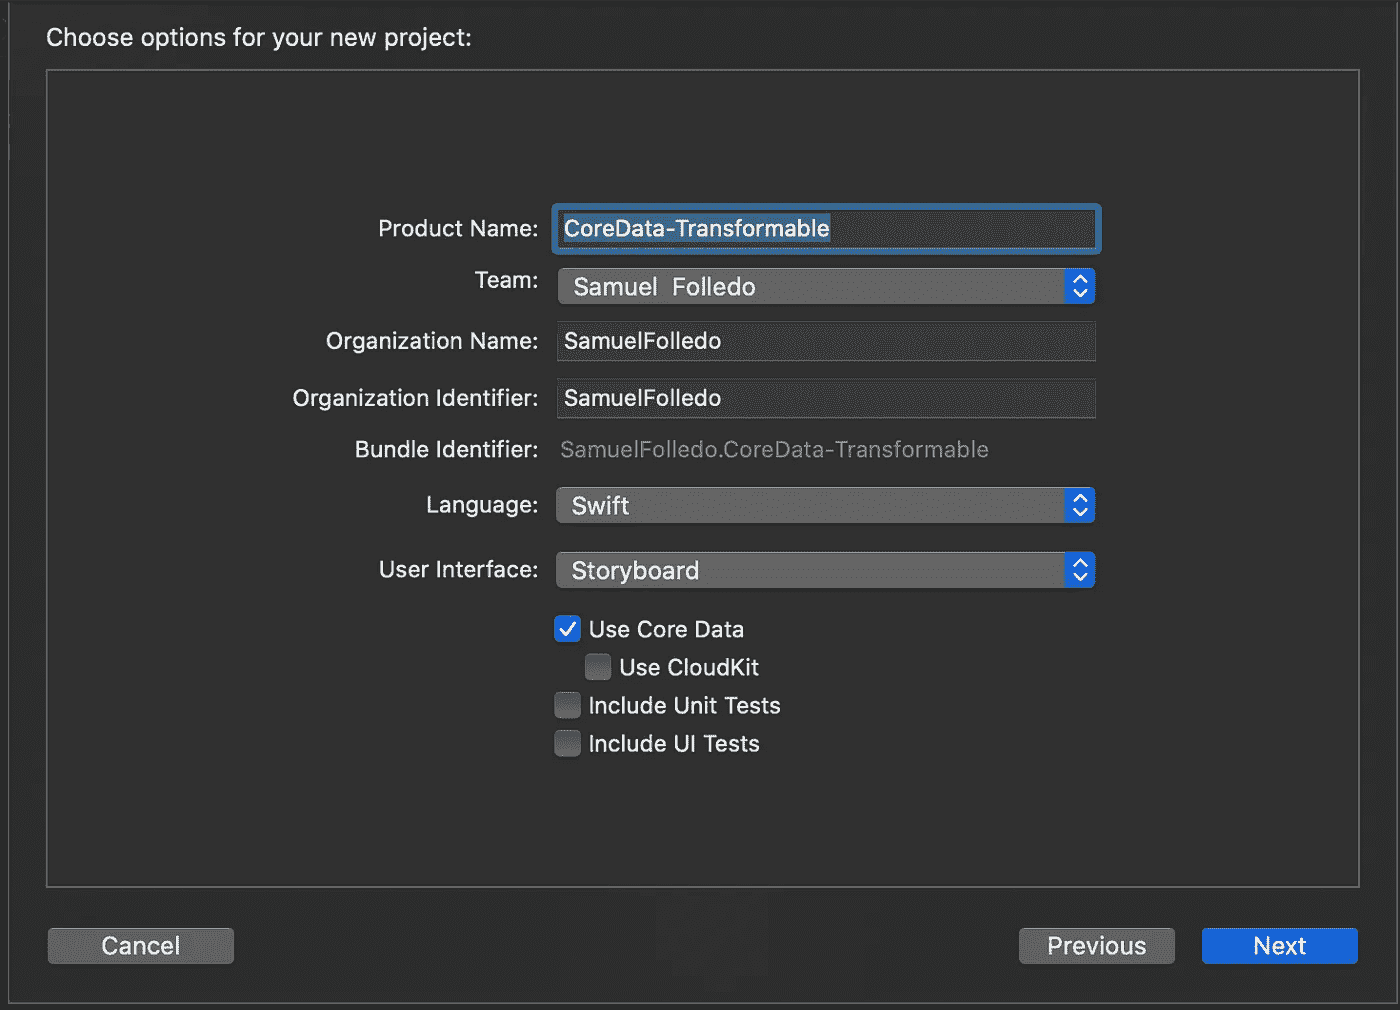 Choose options for your new project:
Product Name: CoreData-Transformable
Team: Samuel  Folledo
Organization Name: SamuelFolledo
Organization Identifier: SamuelFolledo
Bundle Identifier: SamuelFolledo.CoreData-Transformable
Language: Swift
User Interface: Storyboard
Use Core Data
Use CloudKit
Include Unit Tests
Include UI Tests
Cancel Previous Next